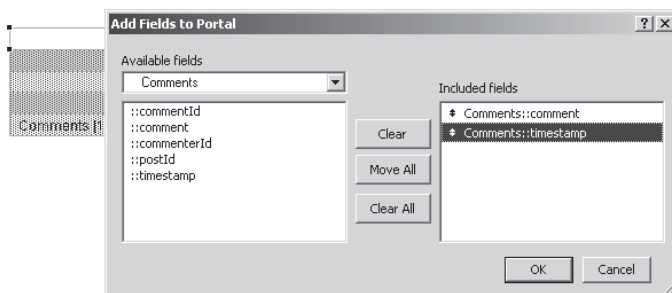 Add Fields to Portal
Available fields
Comments
::commentId
::comment
::commenterId
::postId
::timestamp
Clear
Move All
Clear All
Included fields
Comments::comment
Comments::timestamp
OK
Cancel
Comments [1